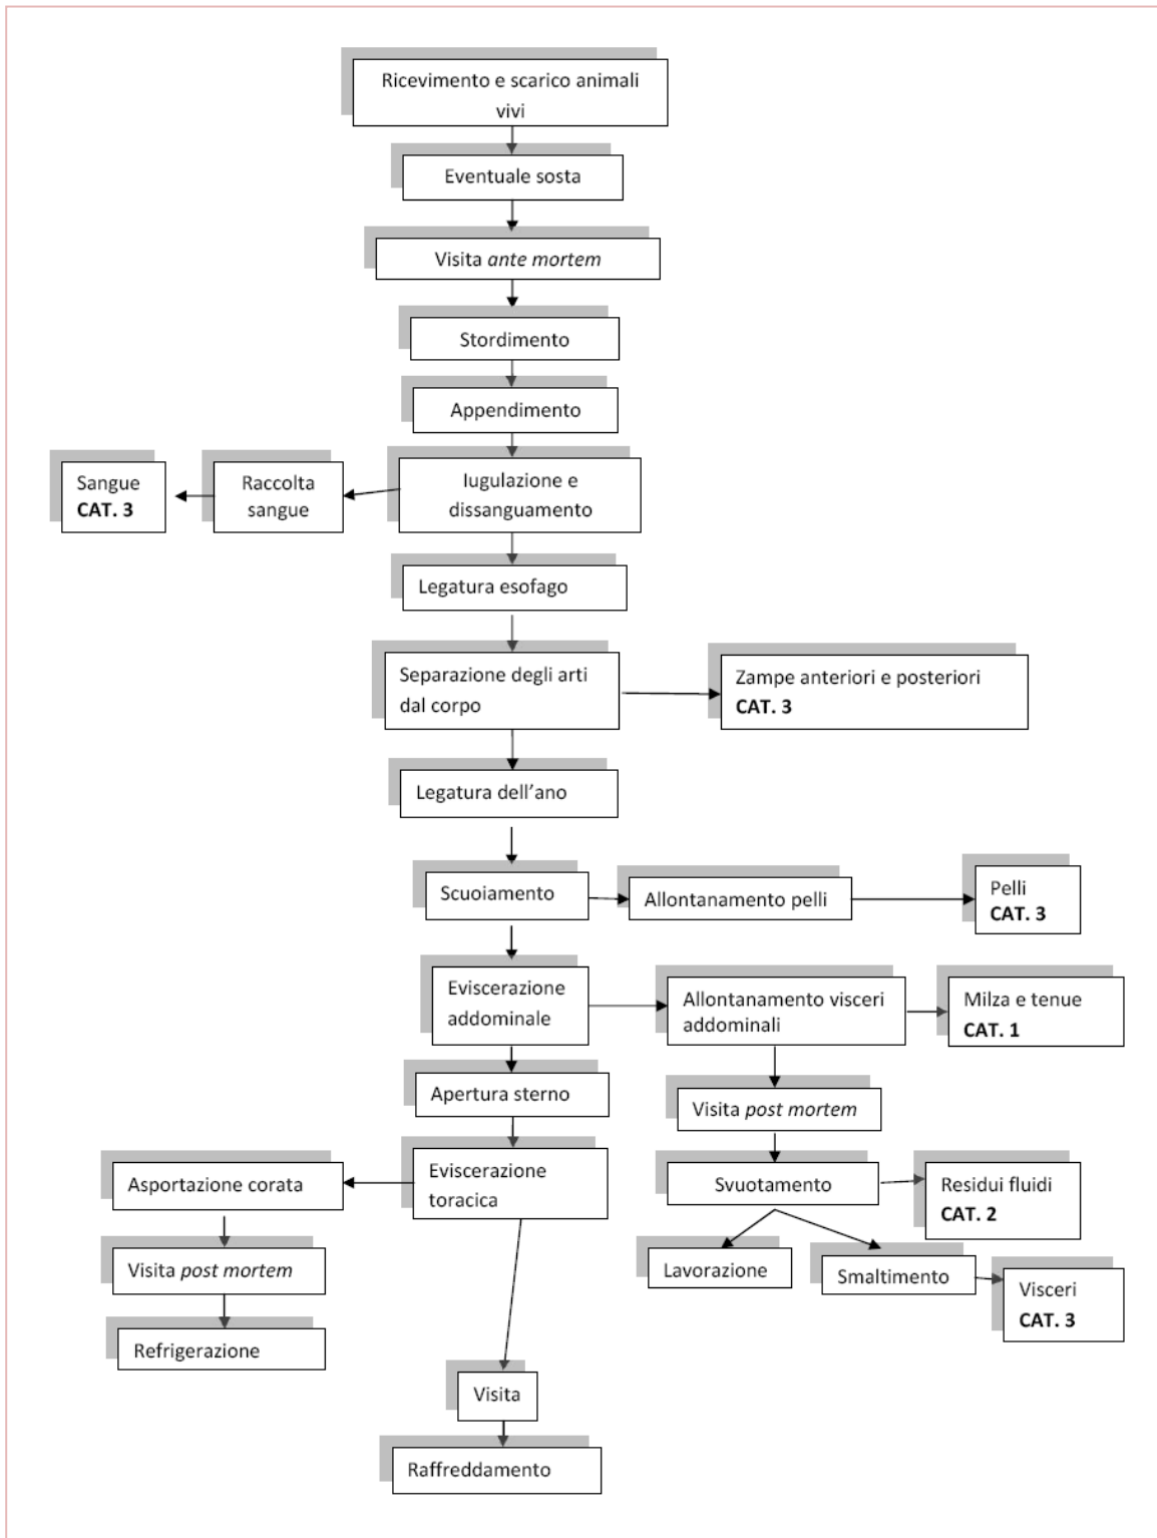 Ricevimento e scarico animali
vivi
Eventuale sosta
Visita ante mortem
Stordimento
Appendimento
Sangue
CAT. 3
Raccolta
sangue
Iugulazione e
dissanguamento
Legatura esofago
Separazione degli arti
dal corpo
Zampe anteriori e posteriori
CAT. 3
Legatura dell’ano
Scuoiamento
Allontanamento pelli
Pelli
CAT. 3
Eviscerazione
addominale
Allontanamento visceri
addominali
Milza e tenue
CAT. 1
Apertura sterno
Visita post mortem
Asportazione corata
Eviscerazione
toracica
Svuotamento
Residui fluidi
CAT. 2
Visita post mortem
Lavorazione
Smaltimento
Visceri
CAT. 3
Refrigerazione
Visita
Raffreddamento